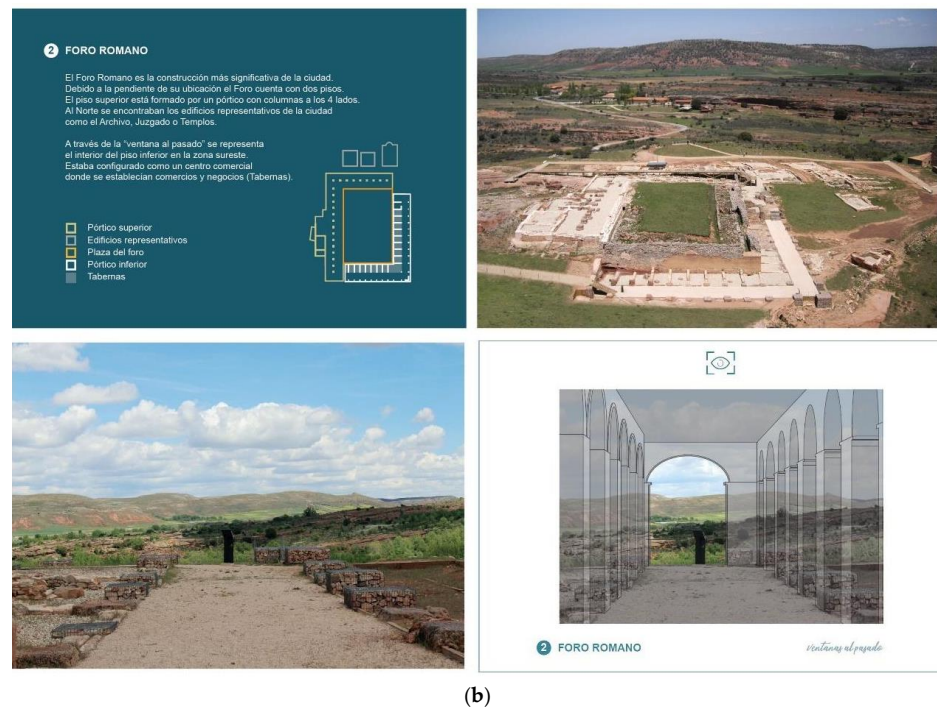 2 FORO ROMANO
El Foro Romano es la construcción más significativa de la ciudad.
Debido a la pendiente de su ubicación el Foro cuenta con dos pisos.
El piso superior está formado por un pórtico con columnas a los 4 lados.
Al Norte se encontraban los edificios representativos de la ciudad
como el Archivo, Juzgado o Templos.
A través de la “ventana al pasado” se representa
el interior del piso inferior en la zona sureste.
Estaba configurado como un centro comercial
donde se establecian comercios y negocios (Tabernas).
Pórtico superior
Edificios representativos
Plaza del foro
Pórtico inferior
Tabernas
2 FORO ROMANO
Ventanas al pasado
(b)